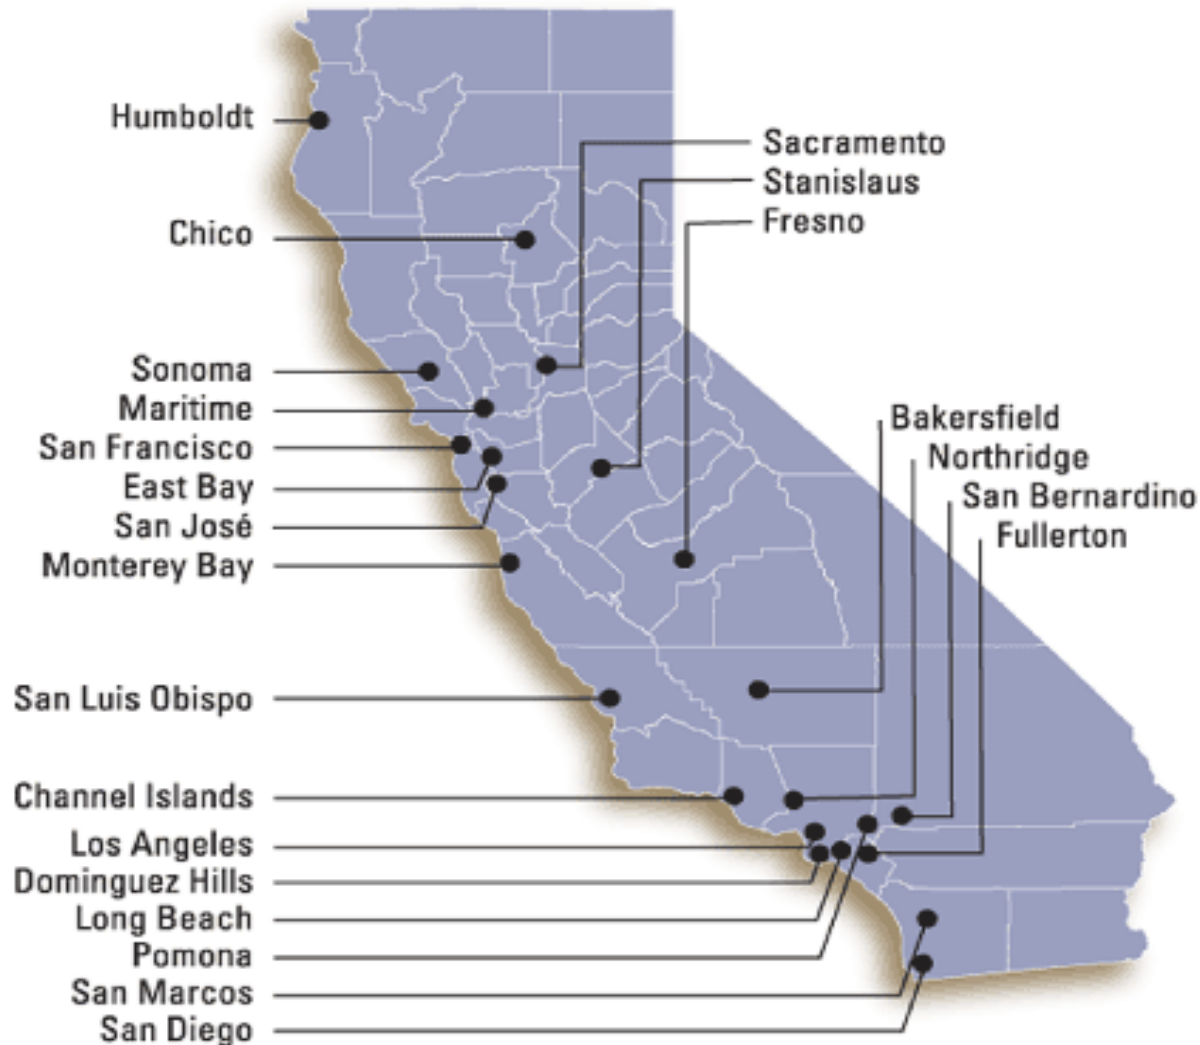 Humboldt
Chico
Sonoma
Maritime
San Francisco
East Bay
San José
Monterey Bay
San Luis Obispo
Channel Islands
Los Angeles
Dominguez Hills
Long Beach
Pomona
San Marcos
San Diego
Sacramento
Stanislaus
Fresno
Bakersfield
Northridge
San Bernardino
Fullerton